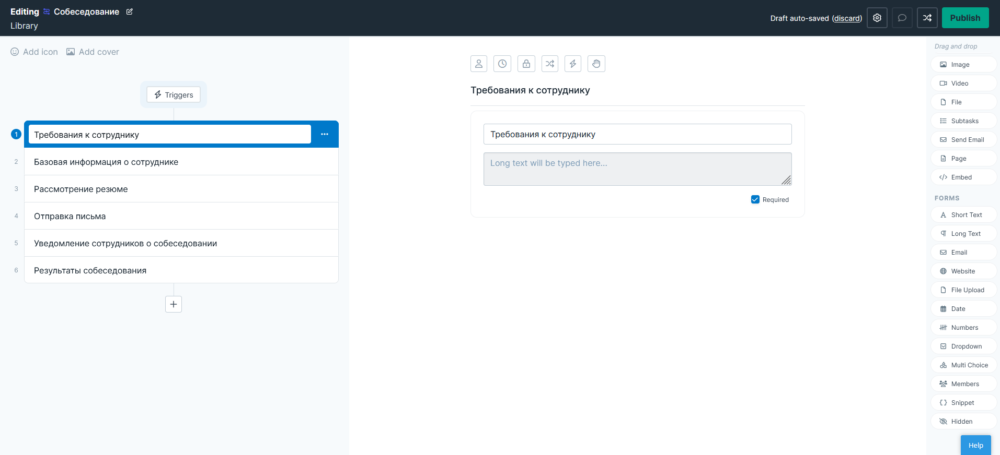 Editing Собеседование
Library
Draft auto-saved (discard)
Publish
Add icon Add cover
Triggers
1 Требования к сотруднику
2 Базовая информация о сотруднике
3 Рассмотрение резюме
4 Отправка письма
5 Уведомление сотрудников о собеседовании
6 Результаты собеседования
Требования к сотруднику
Требования к сотруднику
Long text will be typed here...
Required
Drag and drop
Image
Video
File
Subtasks
Send Email
Page
Embed
FORMS
Short Text
Long Text
Email
Website
File Upload
Date
Numbers
Dropdown
Multi Choice
Members
Snippet
Hidden
Help